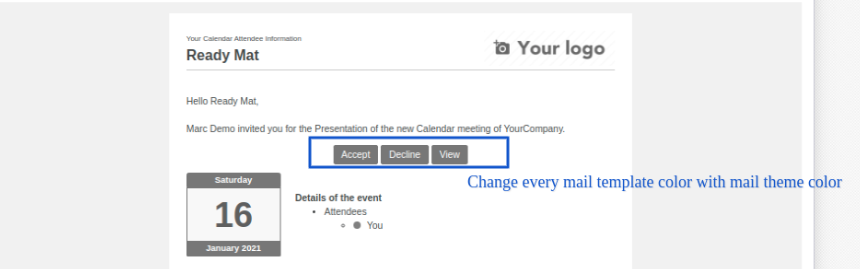 Your Calendar Attendee Information
Ready Mat
Your logo
Hello Ready Mat,
Marc Demo invited you for the Presentation of the new Calendar meeting of YourCompany.
Accept Decline View
Change every mail template color with mail theme color
Saturday
16
January 2021
Details of the event
Attendees
You